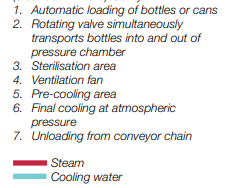 1. Automatic loading of bottles or cans
2. Rotating valve simultaneously
transports bottles into and out of
pressure chamber
3. Sterilisation area
4. Ventilation fan
5. Pre-cooling area
6. Final cooling at atmospheric
pressure
7. Unloading from conveyor chain
Steam
Cooling water